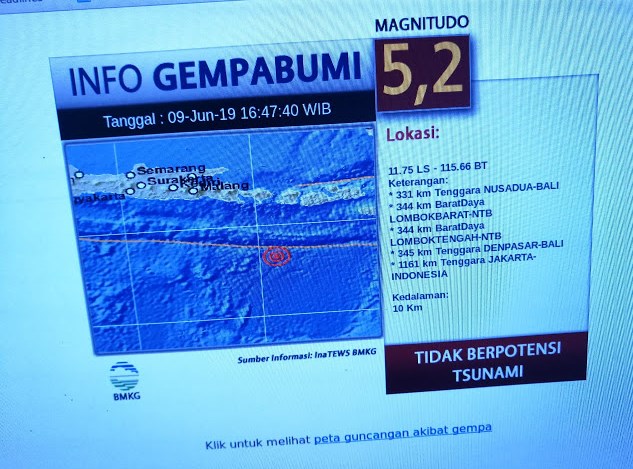 MAGNITUDO
INFO GEMPABUMI
5,2
Tanggal : 09-Jun-19 16:47:40 WIB
Lokasi:
11.75 LS - 115.66 BT
Keterangan:
* 331 km Tenggara NUSADUA-BALI
* 344 km BaratDaya
LOMBOKBARAT-NTB
* 344 km BaratDaya
LOMBOKTENGAH-NTB
* 345 km Tenggara DENPASAR-BALI
* 1161 km Tenggara JAKARTA-
INDONESIA
Kedalaman:
10 Km
Semarang
Surakarta
Malang
Sumber Informasi: InaTEWS BMKG
TIDAK BERPOTENSI
TSUNAMI
BMKG
Klik untuk melihat peta guncangan akibat gempa